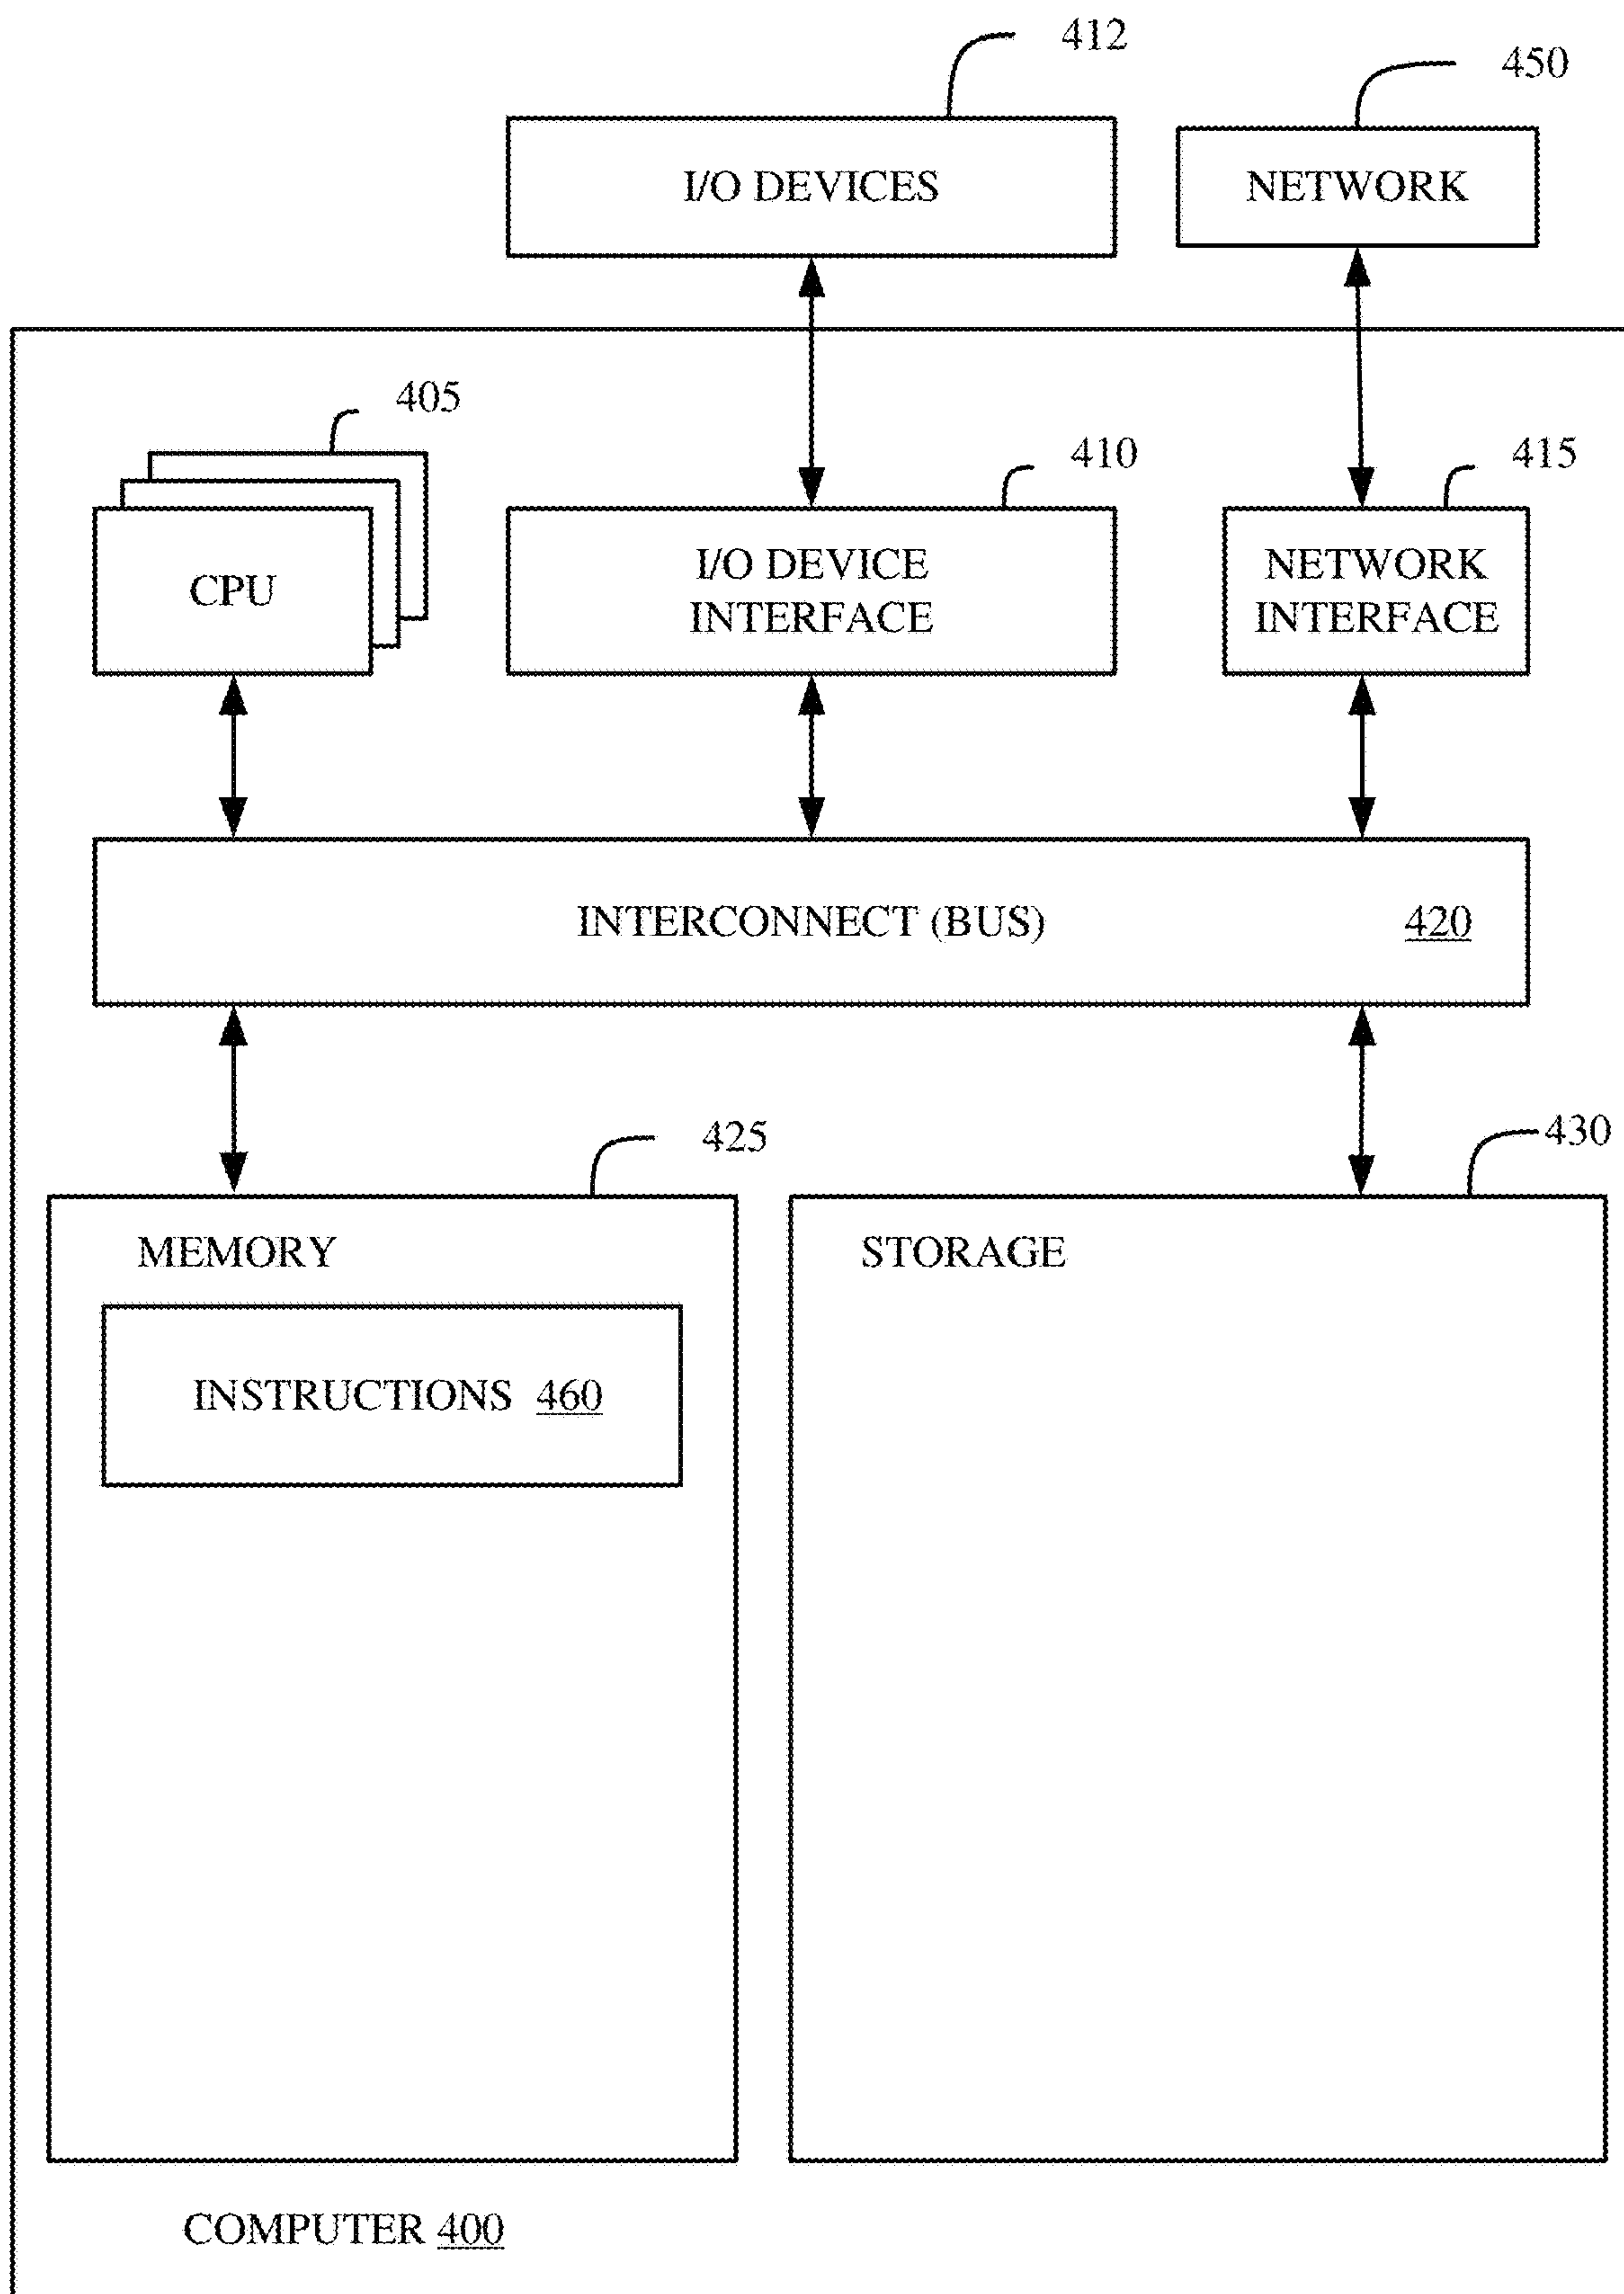 412
450
I/O DEVICES
NETWORK
405
410
415
CPU
I/O DEVICE
INTERFACE
NETWORK
INTERFACE
INTERCONNECT (BUS) 420
425
430
MEMORY
STORAGE
INSTRUCTIONS 460
COMPUTER 400